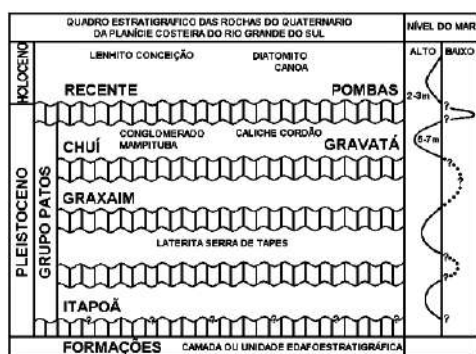 QUADRO ESTRATIGRAFICO DAS ROCHAS DO QUATERNARIO
DA PLANÍCIE COSTEIRA DO RIO GRANDE DO SUL
NÍVEL DO MAR
ALTO BAIXO
HOLOCENO
LENHITO CONCEIÇÃO
DIATOMITO
CANOA
RECENTE
POMBAS
2-3m
?
?
PLEISTOCENO
GRUPO PATOS
CONGLOMERADO
MAMPITUBA
CALICHE CORDÃO
CHUÍ
GRAVATÁ
6-7m
?
GRAXAIM
LATERITA SERRA DE TAPES
?
?
?
ITAPOÃ
? ? ? ? ?
FORMAÇÕES
CAMADA OU UNIDADE EDAFOESTRATIGRÁFICA